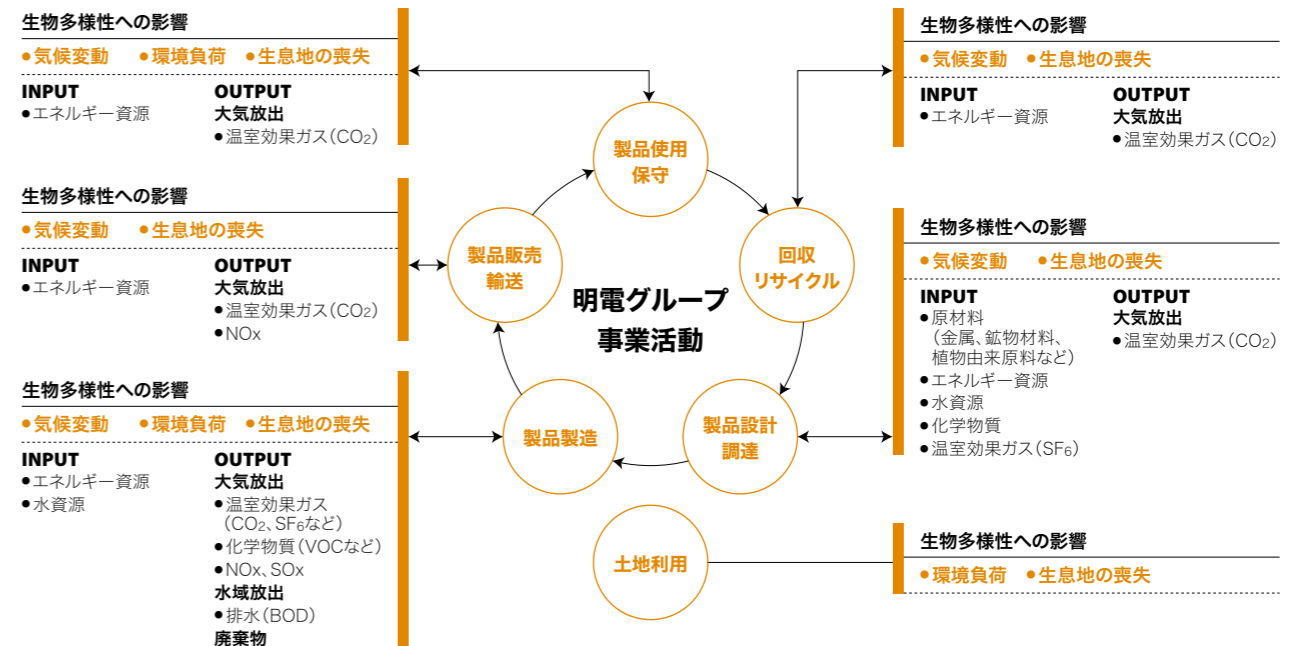 生物多様性への影響
●気候変動 ●環境負荷 ●生息地の喪失
INPUT
●エネルギー資源
OUTPUT
大気放出
●温室効果ガス(CO2)
生物多様性への影響
●気候変動 ●生息地の喪失
INPUT
●エネルギー資源
OUTPUT
大気放出
●温室効果ガス(CO2)
●NOx
生物多様性への影響
●気候変動 ●環境負荷 ●生息地の喪失
INPUT
●エネルギー資源
●水資源
OUTPUT
大気放出
●温室効果ガス
(CO2、SF6など)
●化学物質(VOCなど)
●NOx、SOx
水域放出
●排水(BOD)
廃棄物
製品使用
保守
製品販売
輸送
回収
リサイクル
明電グループ
事業活動
製品製造
製品設計
調達
土地利用
生物多様性への影響
●気候変動 ●生息地の喪失
INPUT
●エネルギー資源
OUTPUT
大気放出
●温室効果ガス(CO2)
生物多様性への影響
●気候変動 ●生息地の喪失
INPUT
●原材料
(金属、鉱物材料、
植物由来原料など)
●エネルギー資源
●水資源
●化学物質
●温室効果ガス(SF6)
OUTPUT
大気放出
●温室効果ガス(CO2)
生物多様性への影響
●環境負荷 ●生息地の喪失